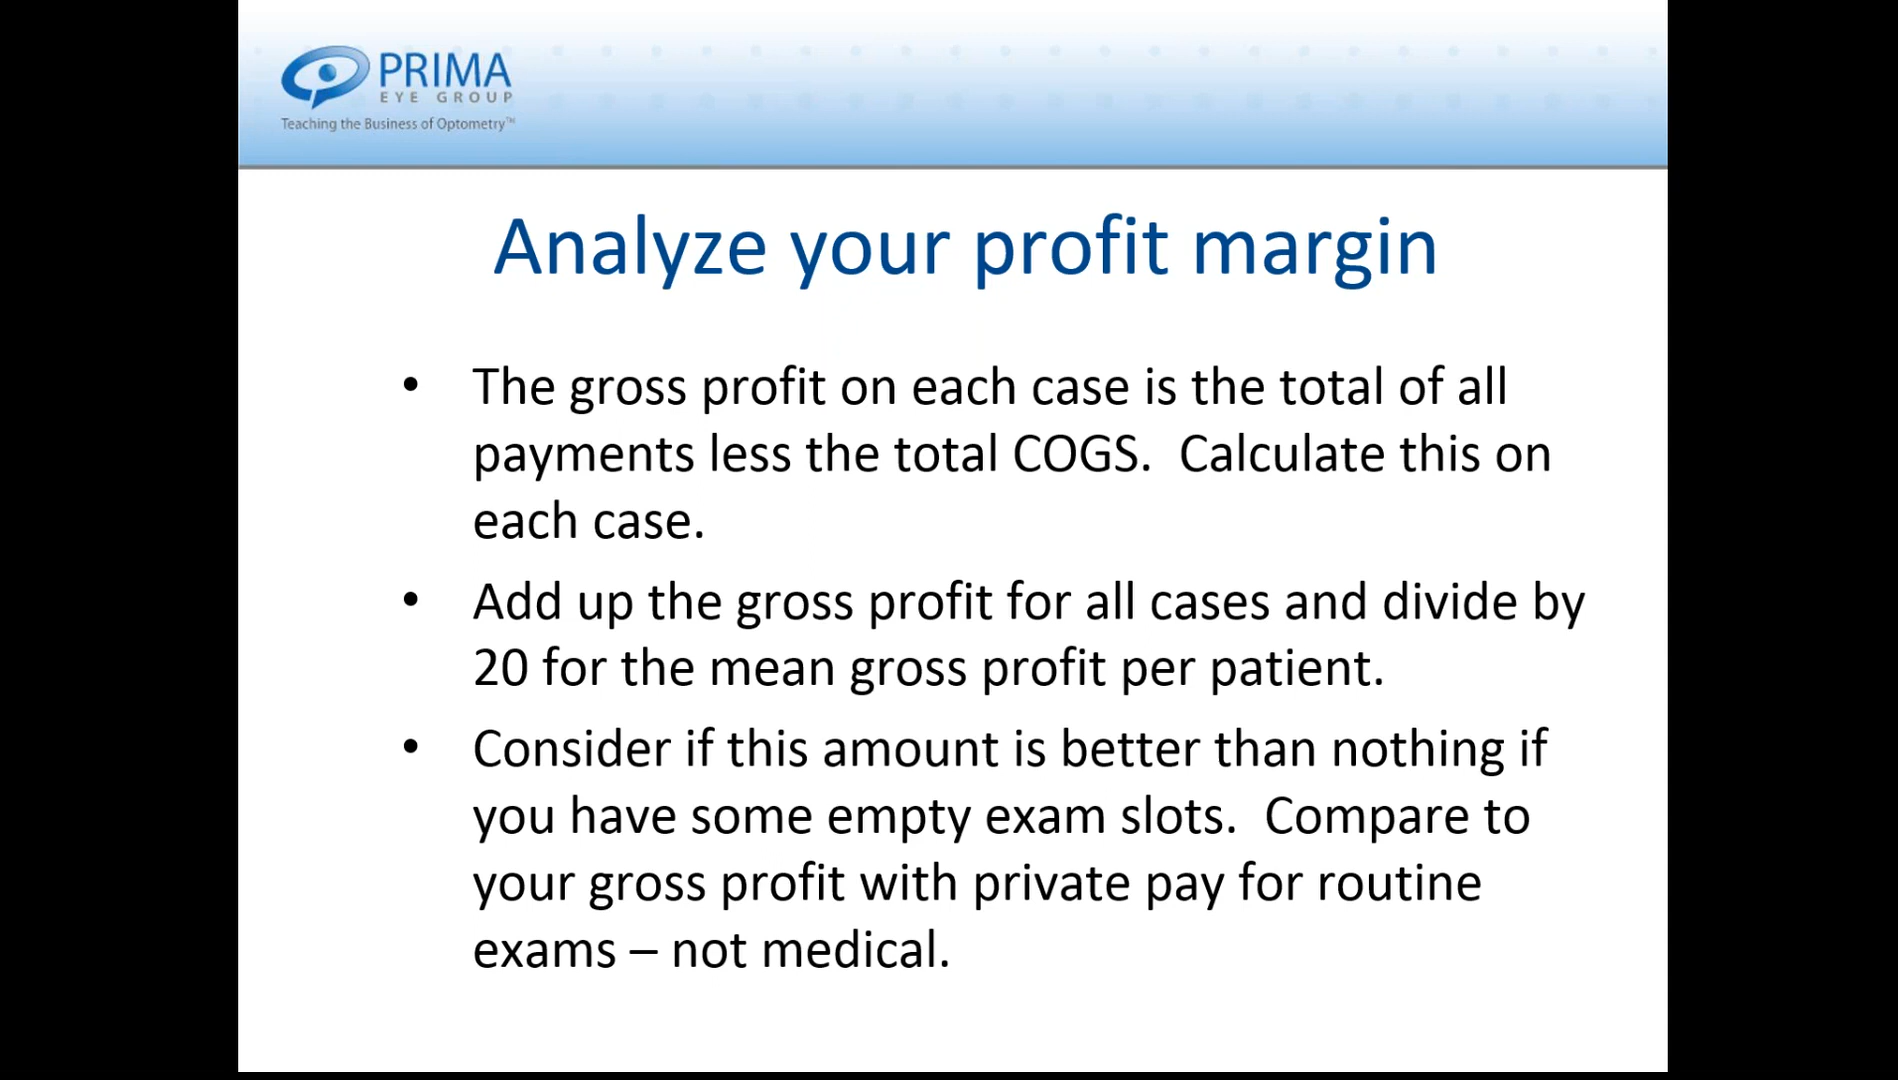 PRIMA
EYE GROUP
Teaching the Business of Optometry™
Analyze your profit margin
• The gross profit on each case is the total of all
payments less the total COGS.  Calculate this on
each case.
• Add up the gross profit for all cases and divide by
20 for the mean gross profit per patient.
• Consider if this amount is better than nothing if
you have some empty exam slots.  Compare to
your gross profit with private pay for routine
exams – not medical.